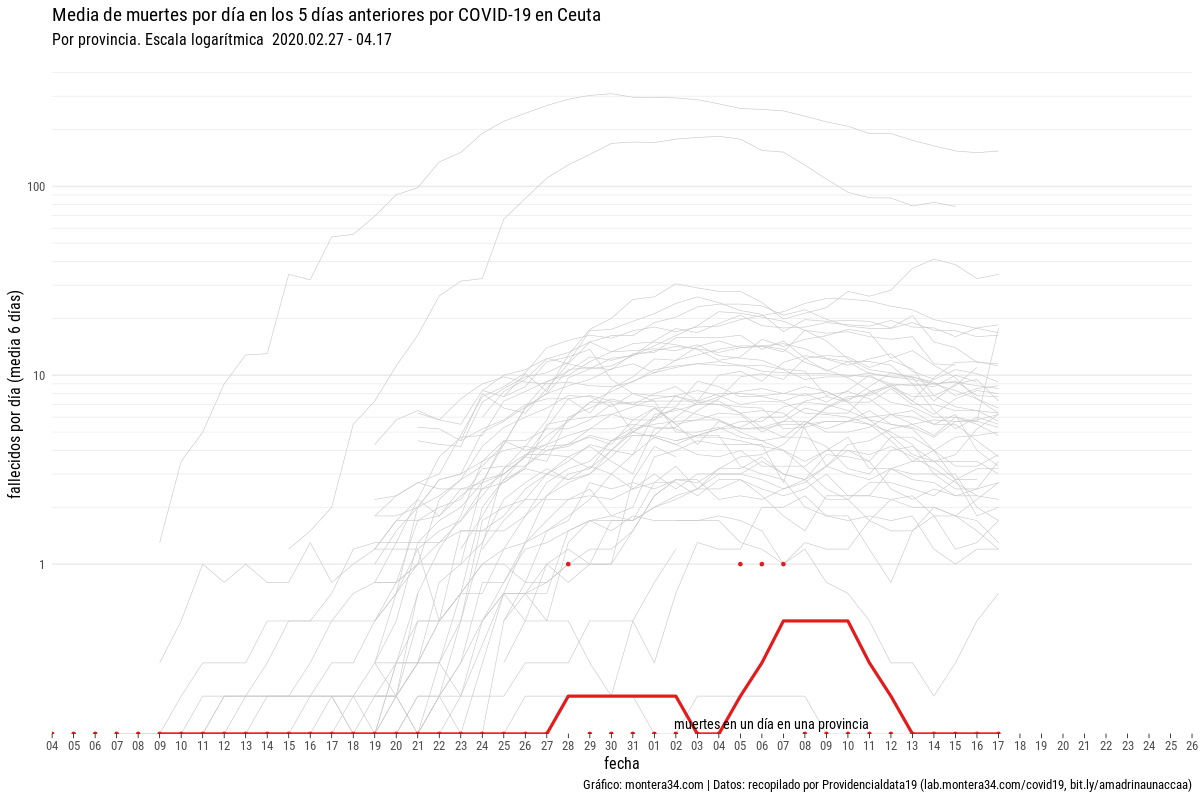 Media de muertes por día en los 5 días anteriores por COVID-19 en Ceuta
Por provincia. Escala logarítmica  2020.02.27 - 04.17
fallecidos por día (media 6 días)
100
10
1
muertes en un día en una provincia
04 05 06 07 08 09 10 11 12 13 14 15 16 17 18 19 20 21 22 23 24 25 26 27 28 29 30 31 01 02 03 04 05 06 07 08 09 10 11 12 13 14 15 16 17 18 19 20 21 22 23 24 25 26
fecha
Gráfico: montera34.com | Datos: recopilado por Providencialdata19 (lab.montera34.com/covid19, bit.ly/amadrinaunaccaa)